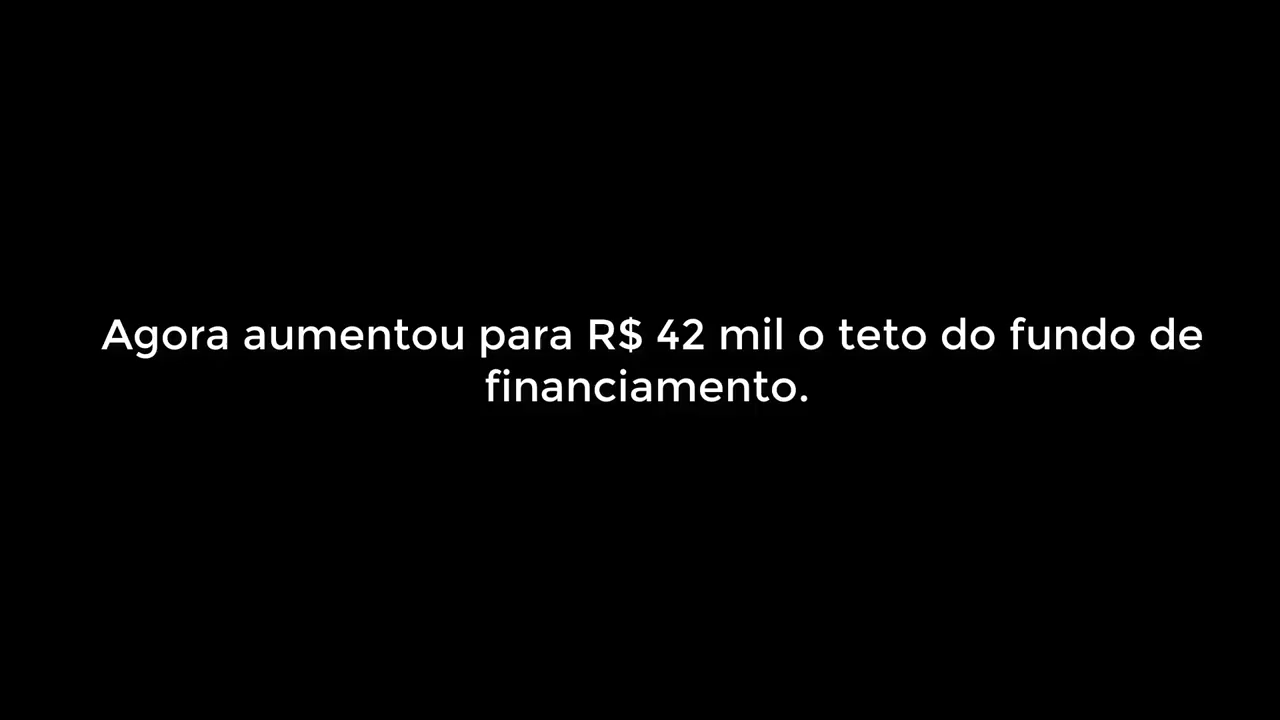 Agora aumentou para R$ 42 mil o teto do fundo de
financiamento.